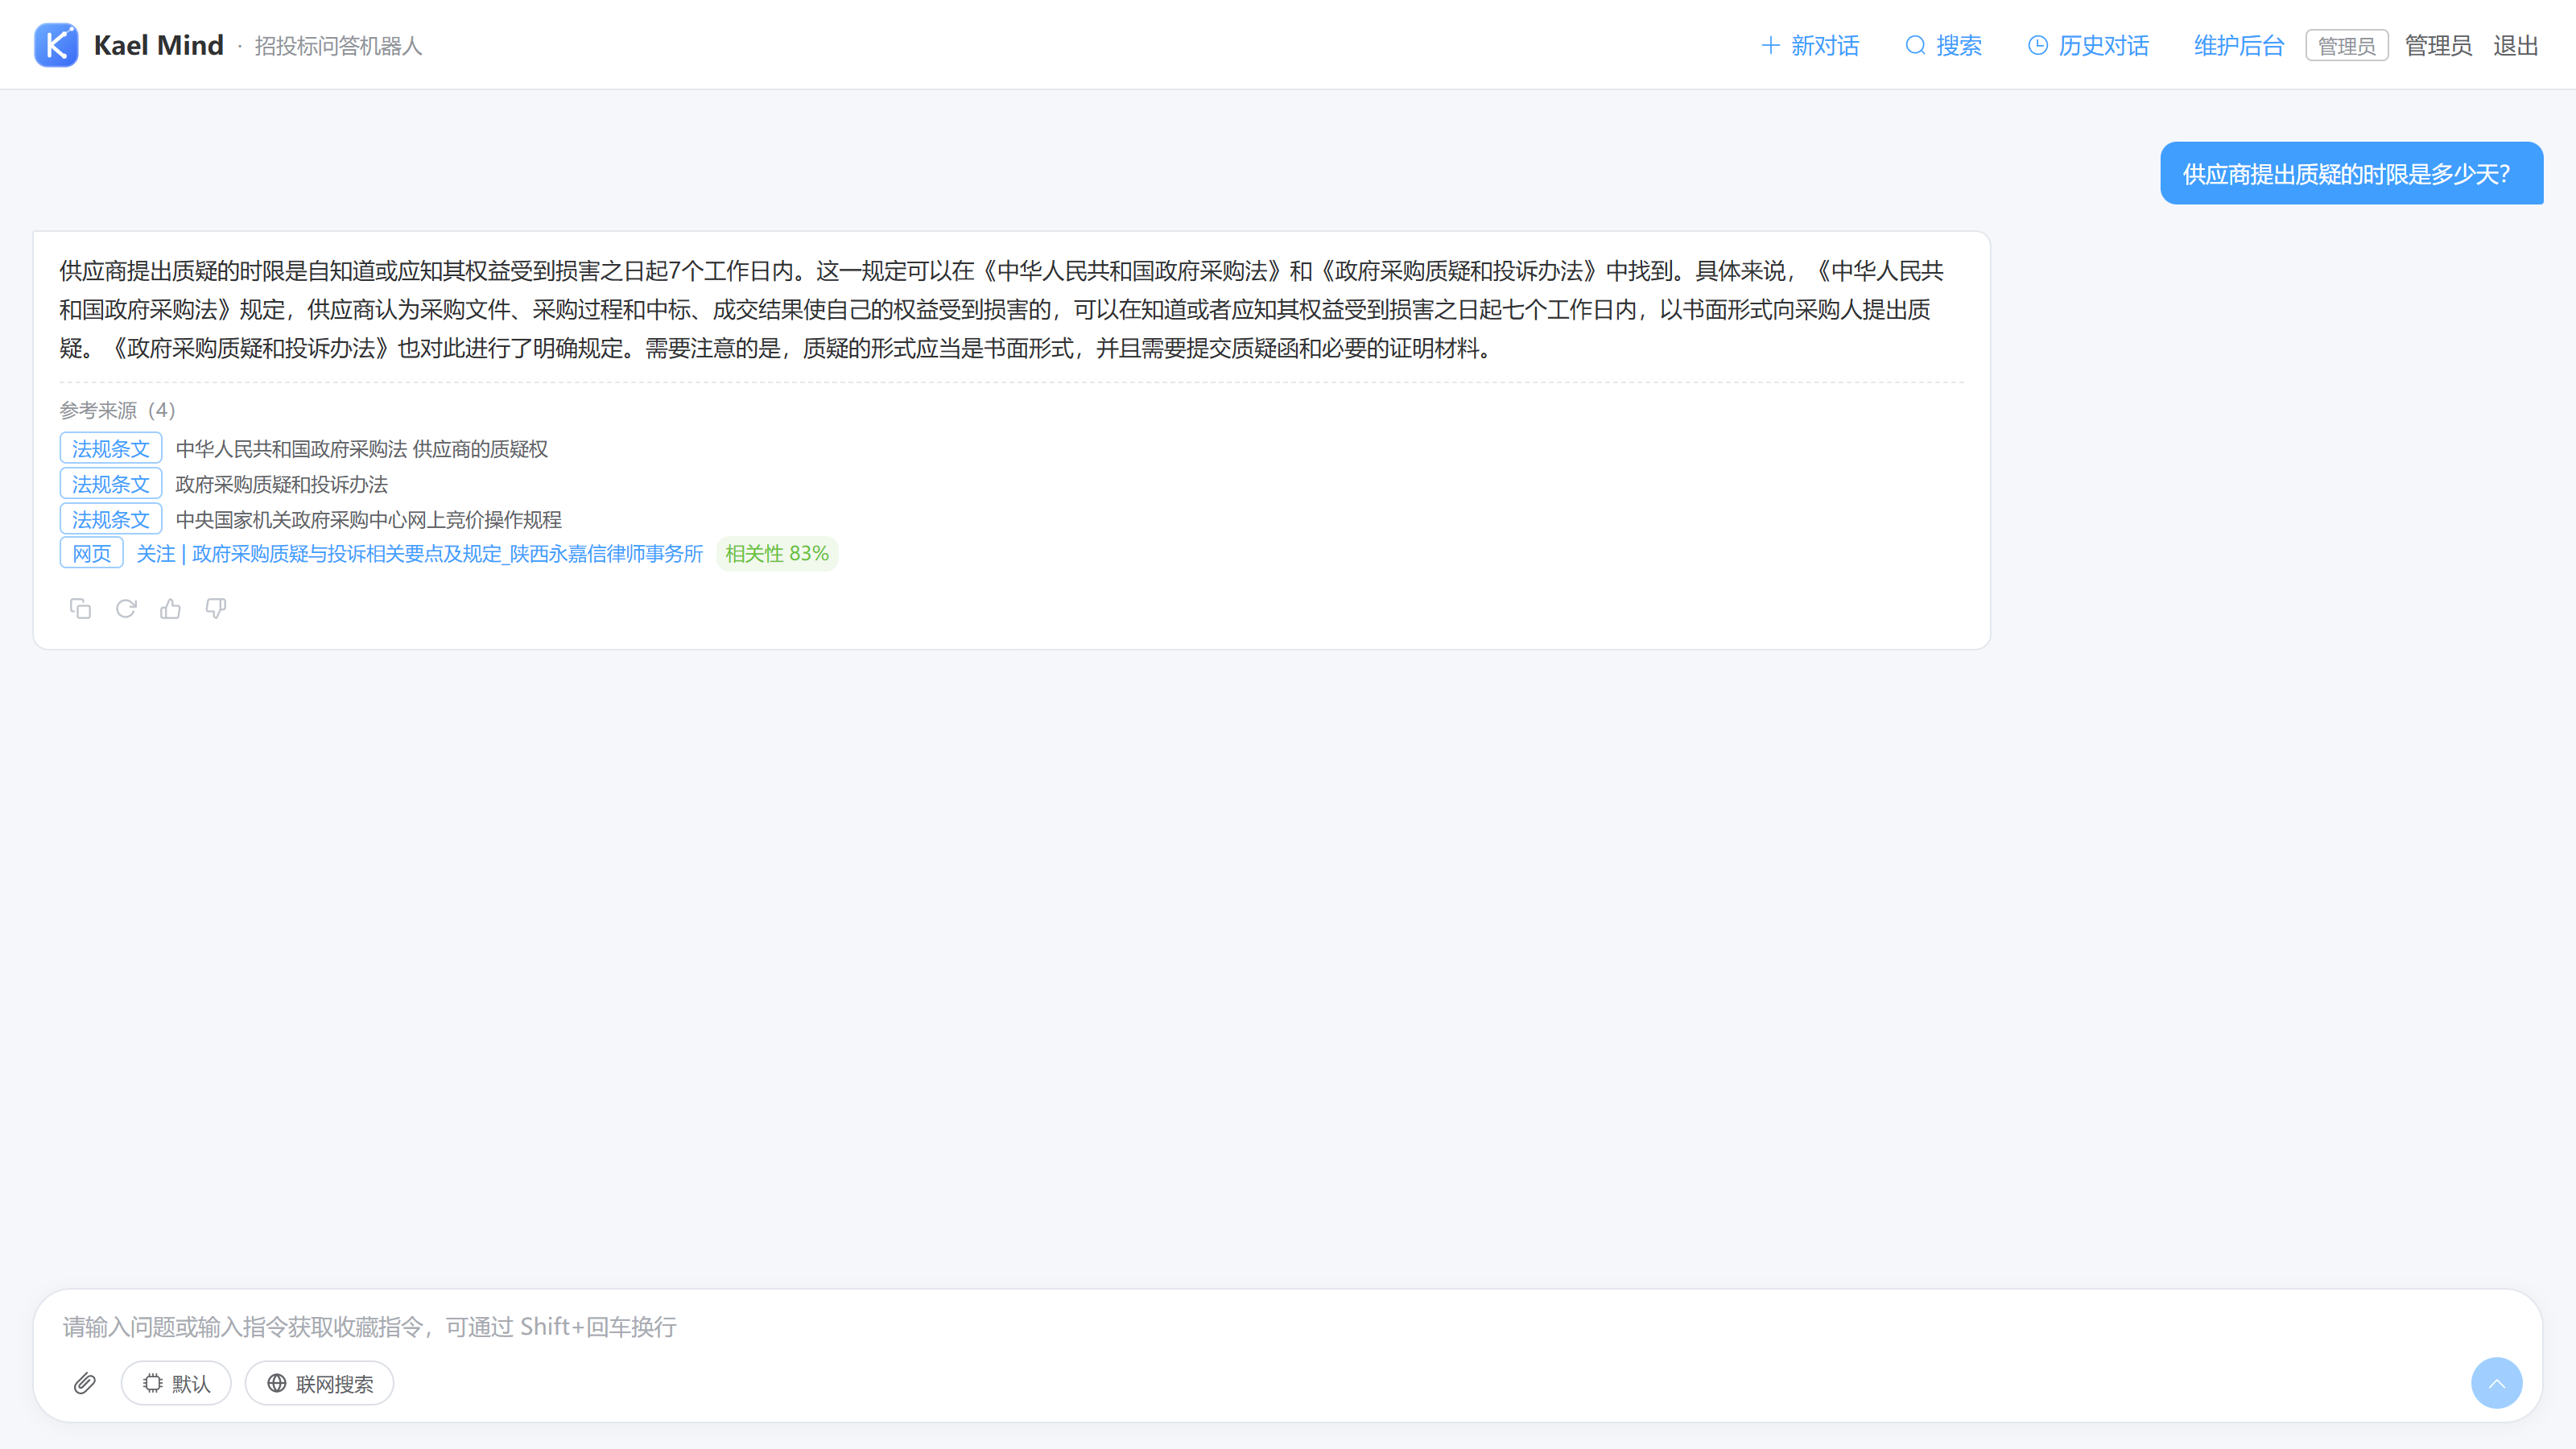 Kael Mind · 招投标问答机器人
新对话 搜索 历史对话 维护后台 管理员 管理员 退出
供应商提出质疑的时限是多少天？
供应商提出质疑的时限是自知道或应知其权益受到损害之日起7个工作日内。这一规定可以在《中华人民共和国政府采购法》和《政府采购质疑和投诉办法》中找到。具体来说，《中华人民共
和国政府采购法》规定，供应商认为采购文件、采购过程和中标、成交结果使自己的权益受到损害的，可以在知道或者应知其权益受到损害之日起七个工作日内，以书面形式向采购人提出质
疑。《政府采购质疑和投诉办法》也对此进行了明确规定。需要注意的是，质疑的形式应当是书面形式，并且需要提交质疑函和必要的证明材料。
参考来源（4）
法规条文 中华人民共和国政府采购法 供应商的质疑权
法规条文 政府采购质疑和投诉办法
法规条文 中央国家机关政府采购中心网上竞价操作规程
网页 关注 | 政府采购质疑与投诉相关要点及规定_陕西永嘉信律师事务所 相关性 83%
请输入问题或输入指令获取收藏指令，可通过 Shift+回车换行
默认 联网搜索